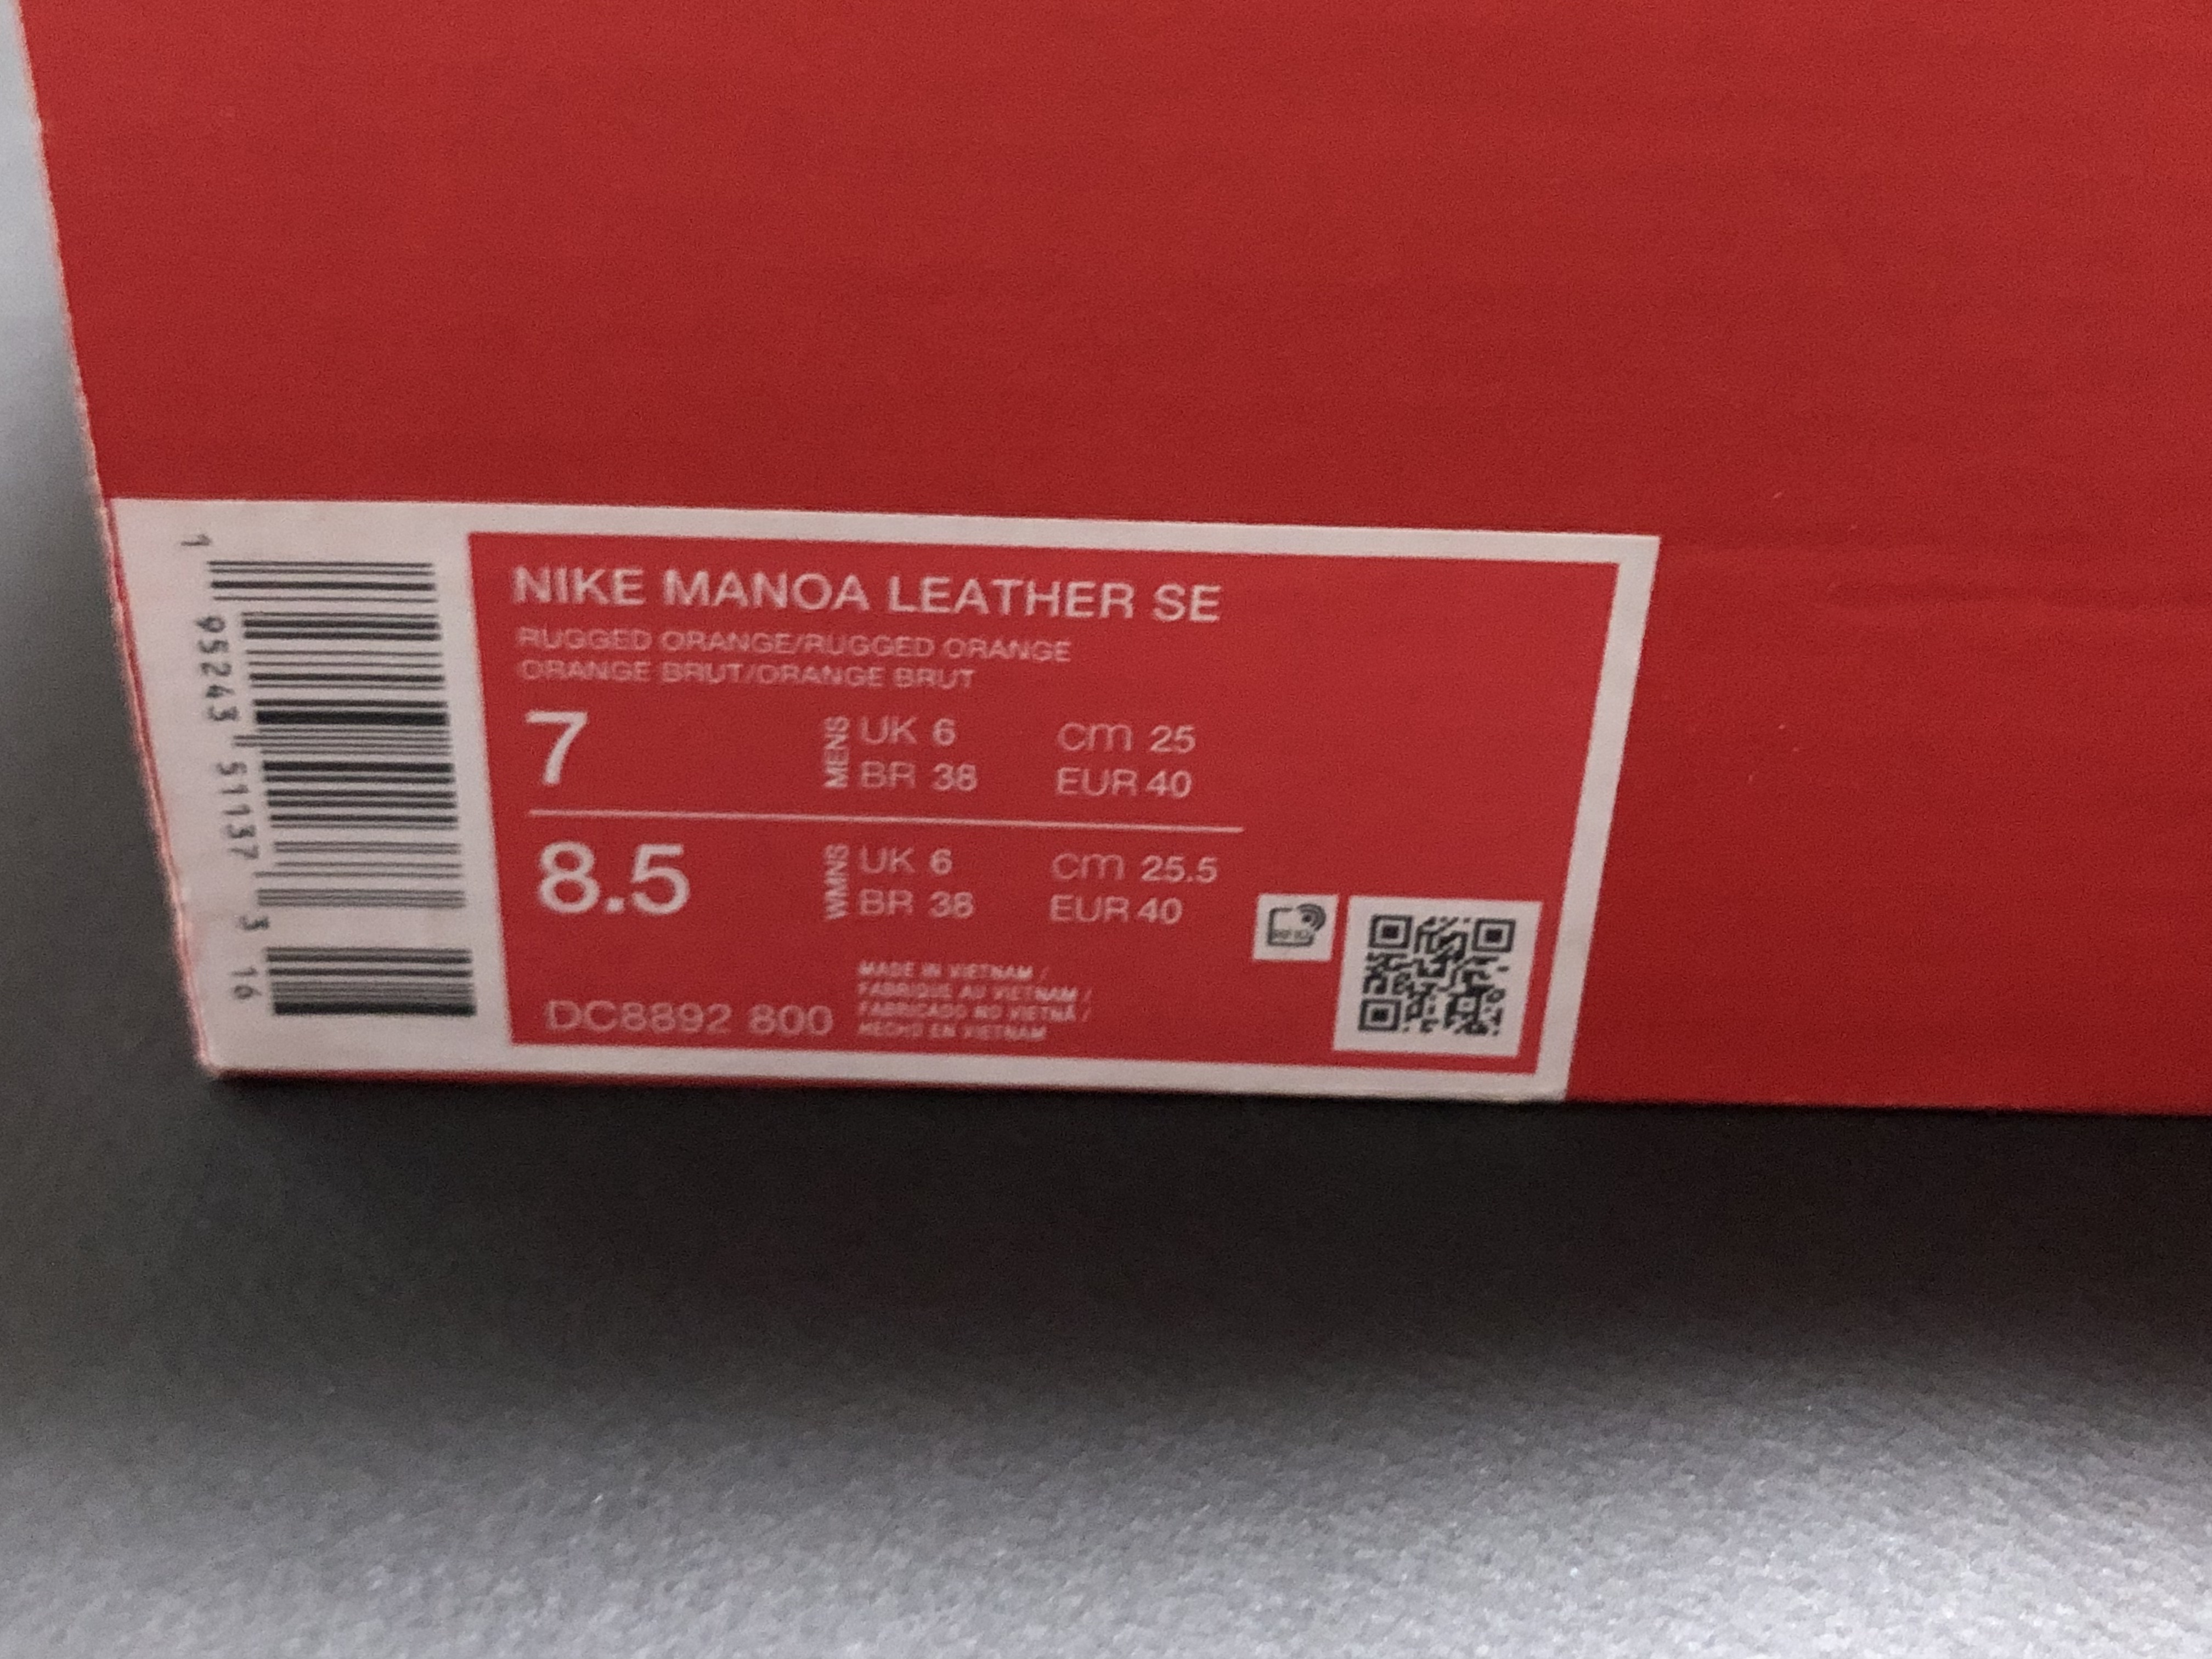 1 95243 51137 3 16
NIKE MANOA LEATHER SE
RUGGED ORANGE/RUGGED ORANGE
ORANGE BRUT/ORANGE BRUT
7 MENS UK 6 cm 25
BR 38 EUR 40
8.5 WMNS UK 6 cm 25.5
BR 38 EUR 40
DC8892 800
MADE IN VIETNAM /
FABRIQUE AU VIETNAM /
FABRICADO NO VIETNÃ /
HECHO EN VIETNAM
RFID